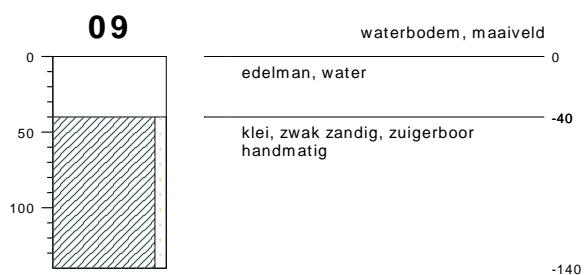 09
waterbodem, maaiveld
0
0
edelman, water
-40
50
klei, zwak zandig, zuigerboor
handmatig
100
-140